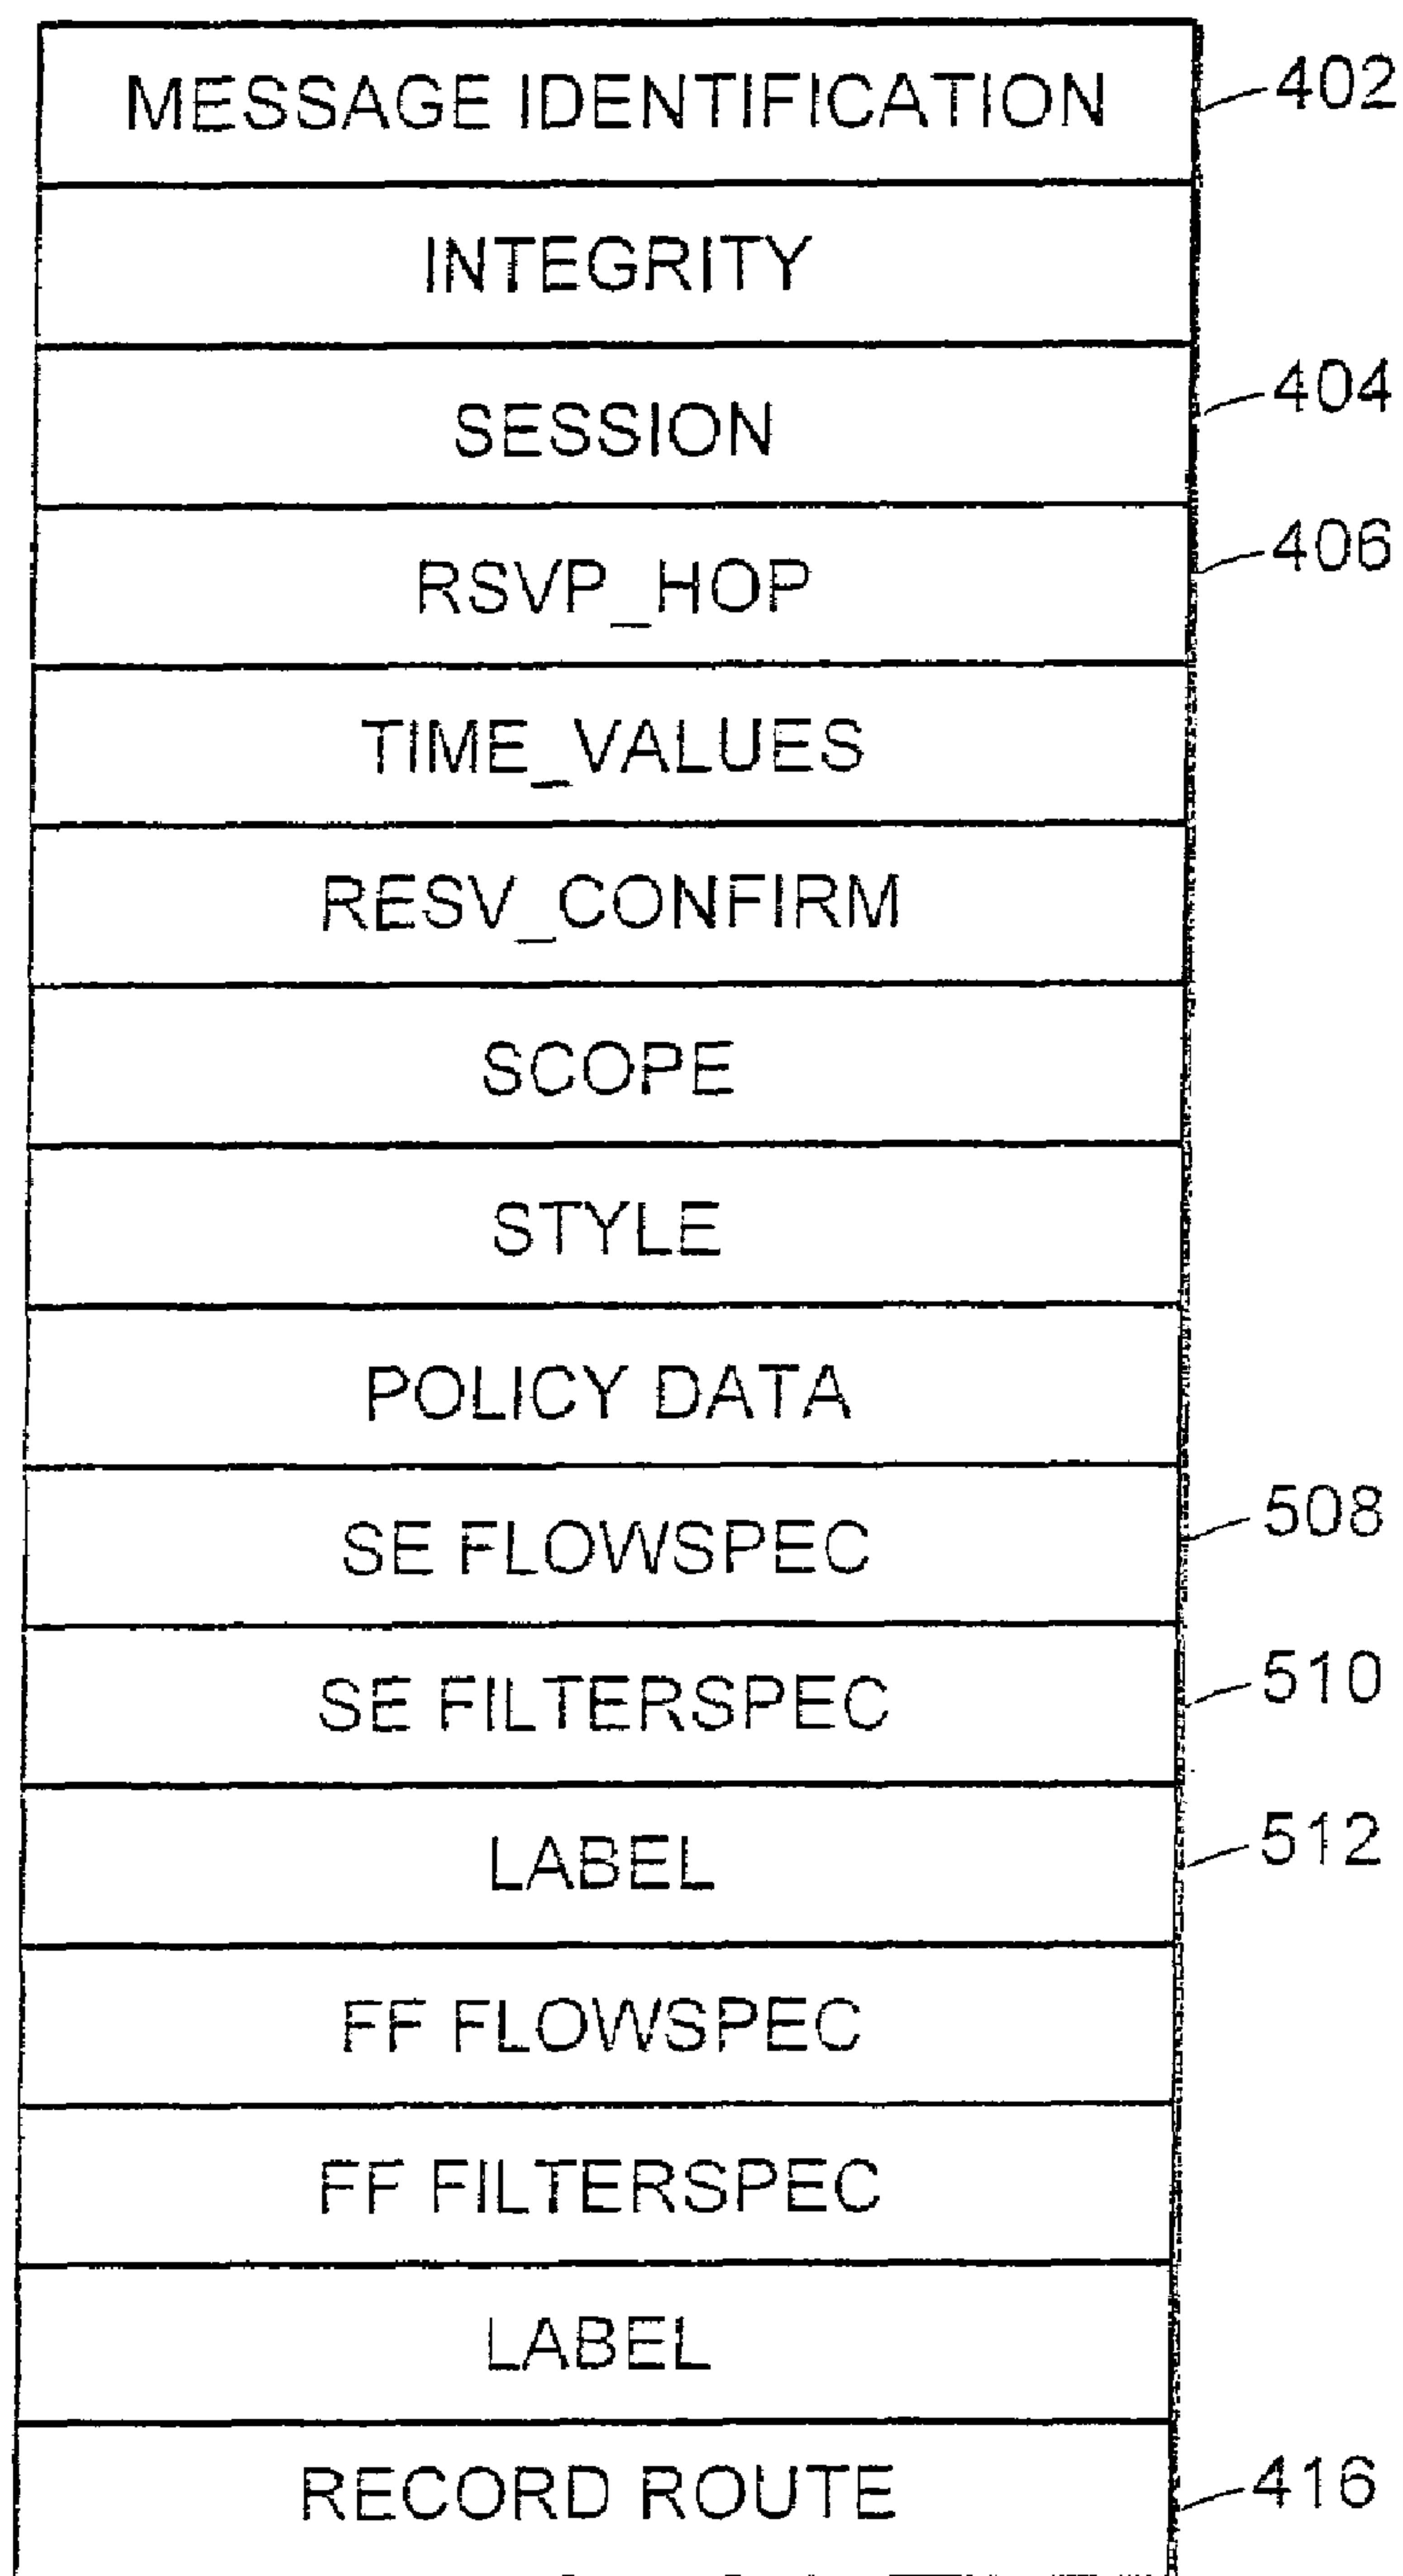 MESSAGE IDENTIFICATION 402
INTEGRITY
SESSION 404
RSVP_HOP 406
TIME_VALUES
RESV_CONFIRM
SCOPE
STYLE
POLICY DATA
SE FLOWSPEC 508
SE FILTERSPEC 510
LABEL 512
FF FLOWSPEC
FF FILTERSPEC
LABEL
RECORD ROUTE 416